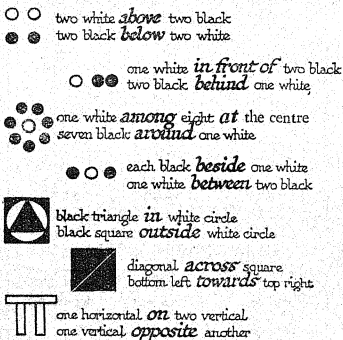 two white above two black
two black below two white
one white in front of two black
two black behind one white
one white among eight at the centre
seven black around one white
each black beside one white
one white between two black
black triangle in white circle
black square outside white circle
diagonal across square
bottom left towards top right
one horizontal on two vertical
one vertical opposite another